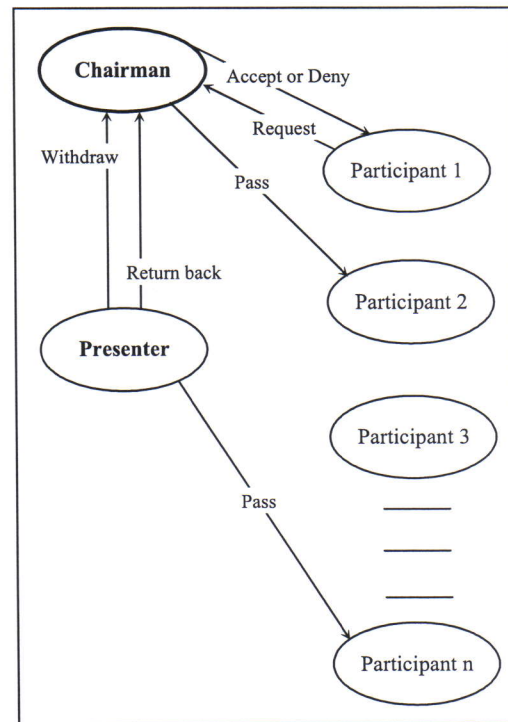 Chairman
Accept or Deny
Request
Withdraw
Participant 1
Pass
Return back
Participant 2
Presenter
Participant 3
Pass
Participant n